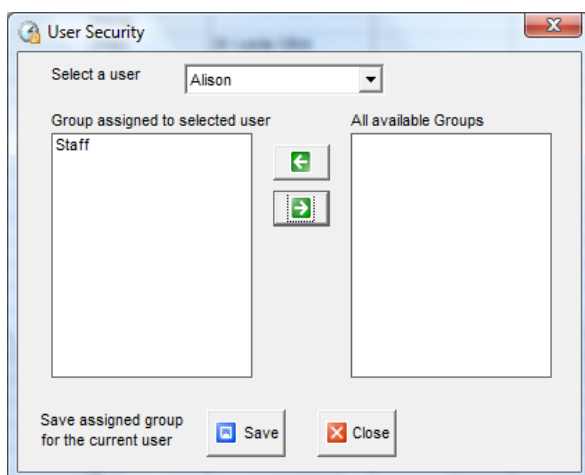 User Security
Select a user
Alison
Group assigned to selected user
All available Groups
Staff
Save assigned group
for the current user
Save
Close